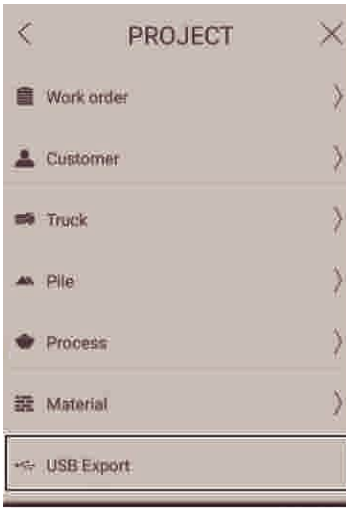 PROJECT
Work order
Customer
Truck
Pile
Process
Material
USB Export